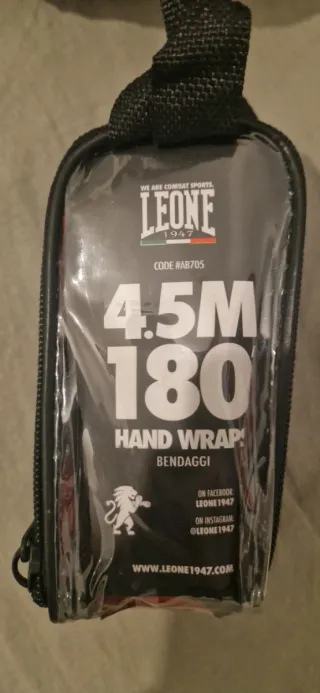 WE ARE COMBAT SPORTS.
LEONE
1947
CODE #AB705
4.5M
180
HAND WRAPS
BENDAGGI
ON FACEBOOK:
LEONE1947
ON INSTAGRAM:
@LEONE1947
WWW.LEONE1947.COM